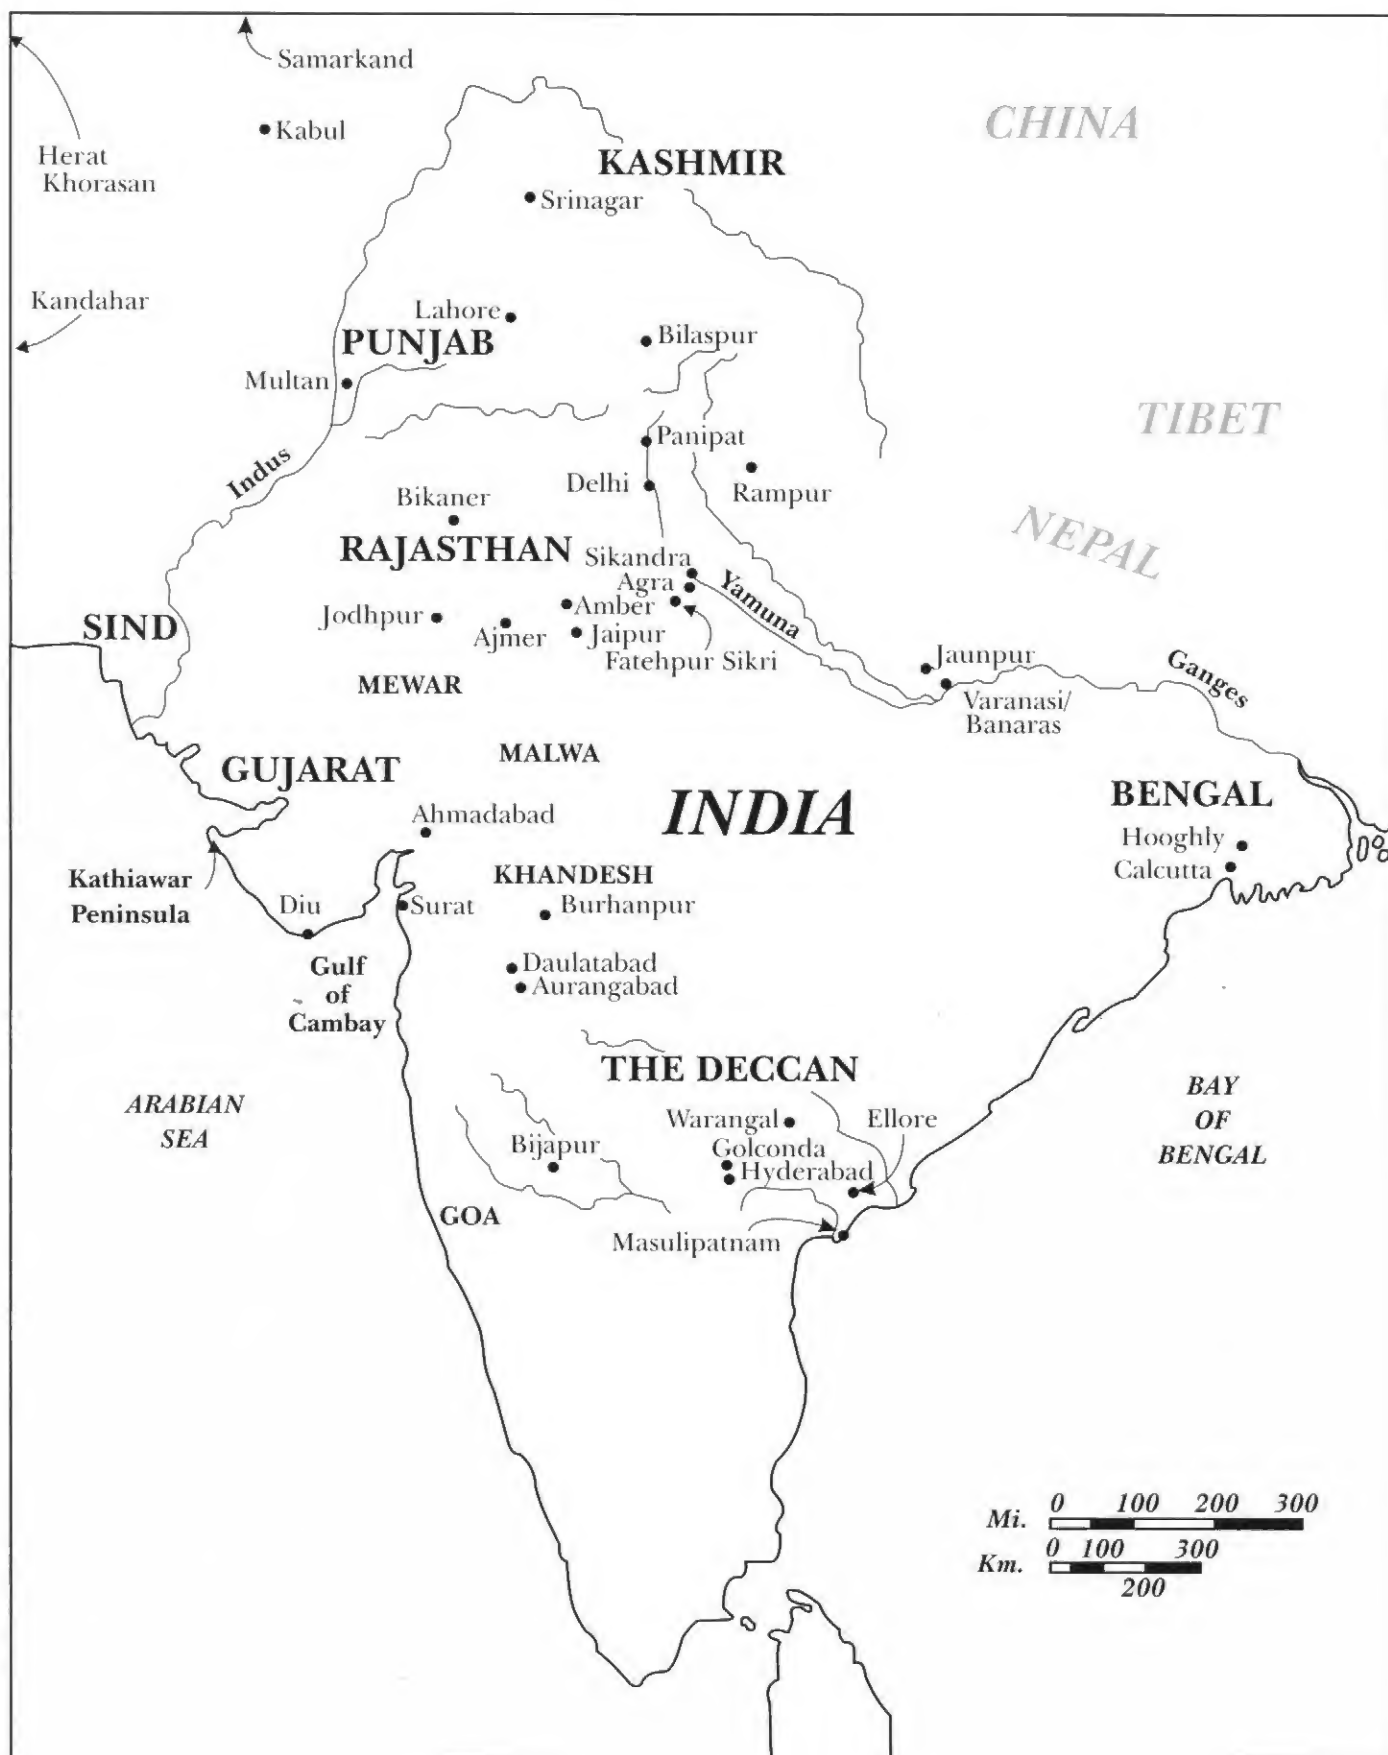 Samarkand
Kabul
CHINA
Herat
Khorasan
KASHMIR
Srinagar
Kandahar
Lahore
PUNJAB
Bilaspur
Multan
TIBET
Panipat
Indus
Delhi
Rampur
Bikaner
NEPAL
RAJASTHAN
Sikandra
Agra
Yamuna
SIND
Jodhpur
Amber
Ajmer
Jaipur
Fatehpur Sikri
Jaunpur
Ganges
MEWAR
Varanasi/
Banaras
MALWA
GUJARAT
INDIA
BENGAL
Ahmadabad
Hooghly
Calcutta
Kathiawar
Peninsula
KHANDESH
Diu
Surat
Burhanpur
Gulf
of
Cambay
Daulatabad
Aurangabad
THE DECCAN
ARABIAN
SEA
BAY
OF
BENGAL
Warangal
Ellore
Bijapur
Golconda
Hyderabad
GOA
Masulipatnam
Mi. 0 100 200 300
Km. 0 100 300
200